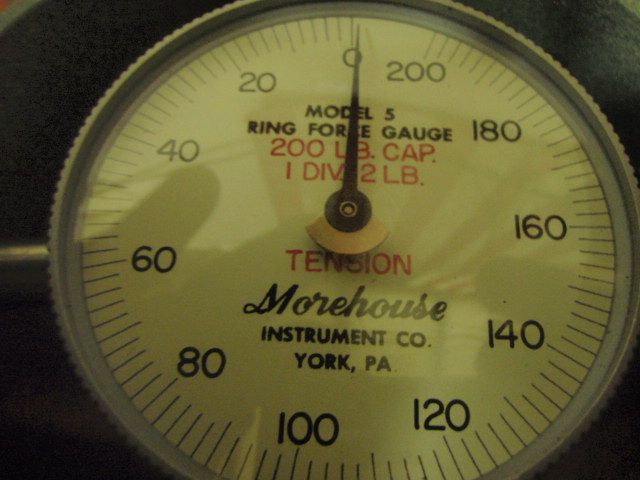 0
20
200
MODEL 5
RING FORCE GAUGE
180
200 LB. CAP.
40
1 DIV. 2 LB.
160
60
TENSION
Morehouse
INSTRUMENT CO.
140
80
YORK, PA
120
100